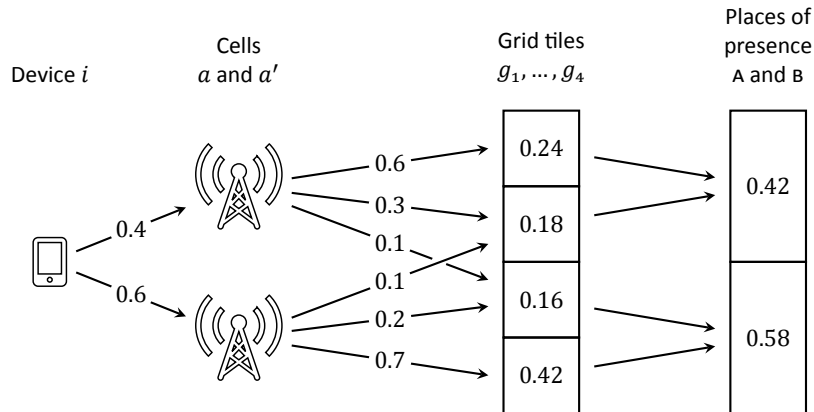 Device i
Cells
a and a′
Grid tiles
g₁, … , g₄
Places of
presence
A and B
0.4
0.6
0.6
0.3
0.1
0.1
0.2
0.7
0.24
0.18
0.16
0.42
0.42
0.58